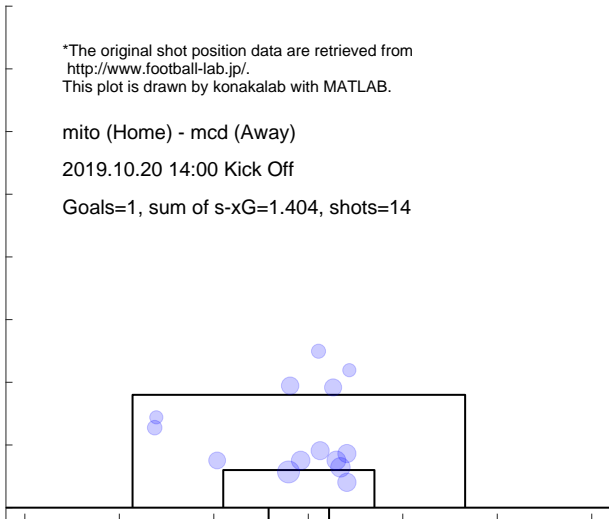 *The original shot position data are retrieved from
http://www.football-lab.jp/.
This plot is drawn by konakalab with MATLAB.
mito (Home) - mcd (Away)
2019.10.20 14:00 Kick Off
Goals=1, sum of s-xG=1.404, shots=14